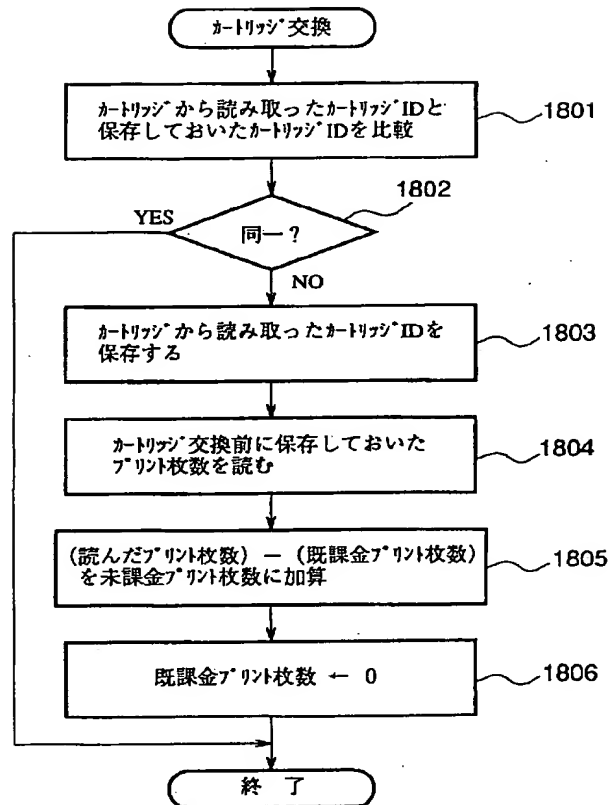 カートリッジ交換
カートリッジから読み取ったカートリッジIDと
保存しておいたカートリッジIDを比較
1801
1802
YES
同一？
NO
カートリッジから読み取ったカートリッジIDを
保存する
1803
カートリッジ交換前に保存しておいた
プリント枚数を読む
1804
(読んだプリント枚数) － (既課金プリント枚数)
を未課金プリント枚数に加算
1805
既課金プリント枚数 ← 0
1806
終 了